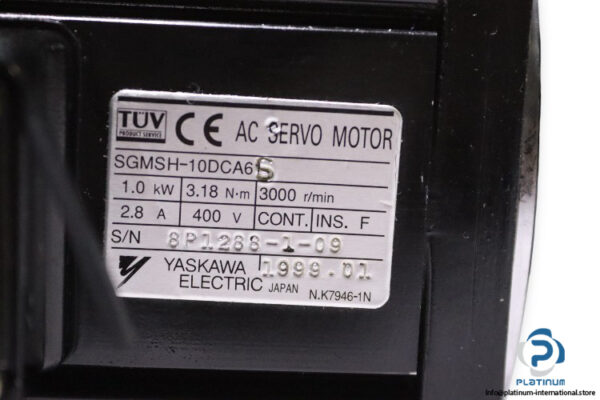 TÜV
PRODUCT SERVICE
CE AC SERVO MOTOR
SGMSH-10DCA6S
1.0 kW 3.18 N·m 3000 r/min
2.8 A 400 V CONT. INS. F
S/N 8P1288-1-09
YASKAWA 1999.01
ELECTRIC JAPAN N.K7946-1N
PLATINUM
info@platinum-international.store